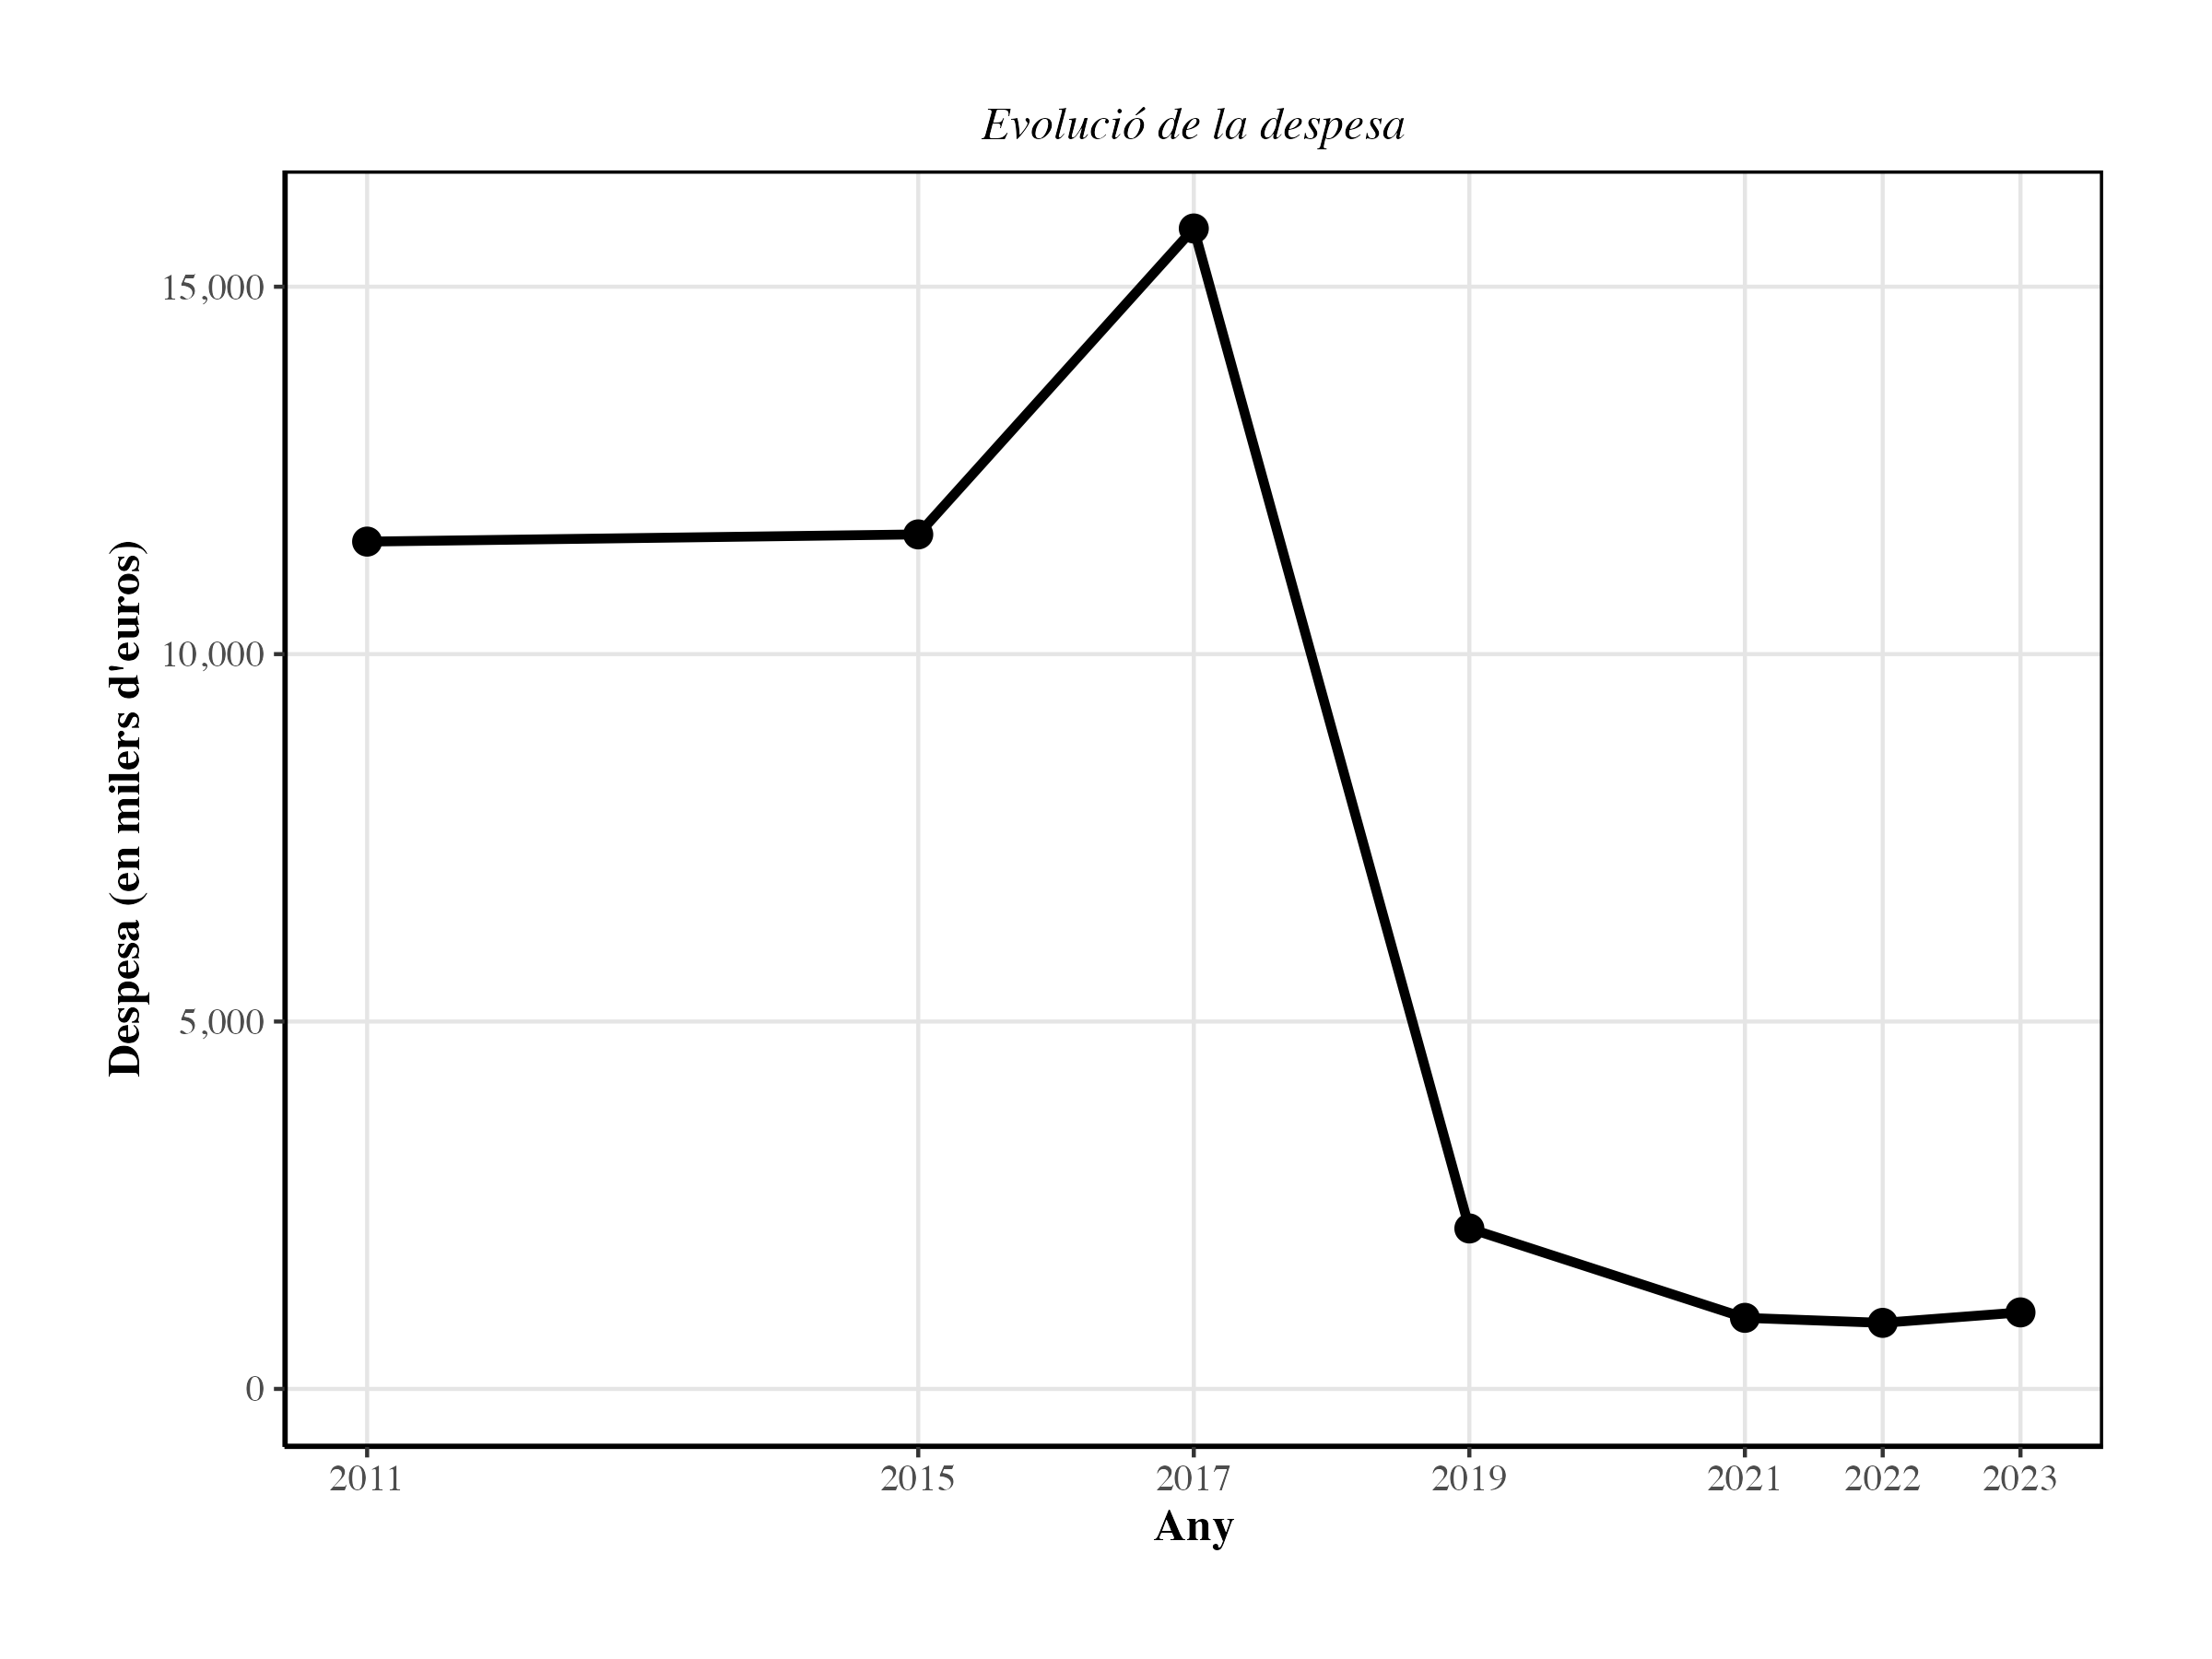 Evolució de la despesa
Despesa (en milers d'euros)
15,000
10,000
5,000
0
2011 2015 2017 2019 2021 2022 2023
Any